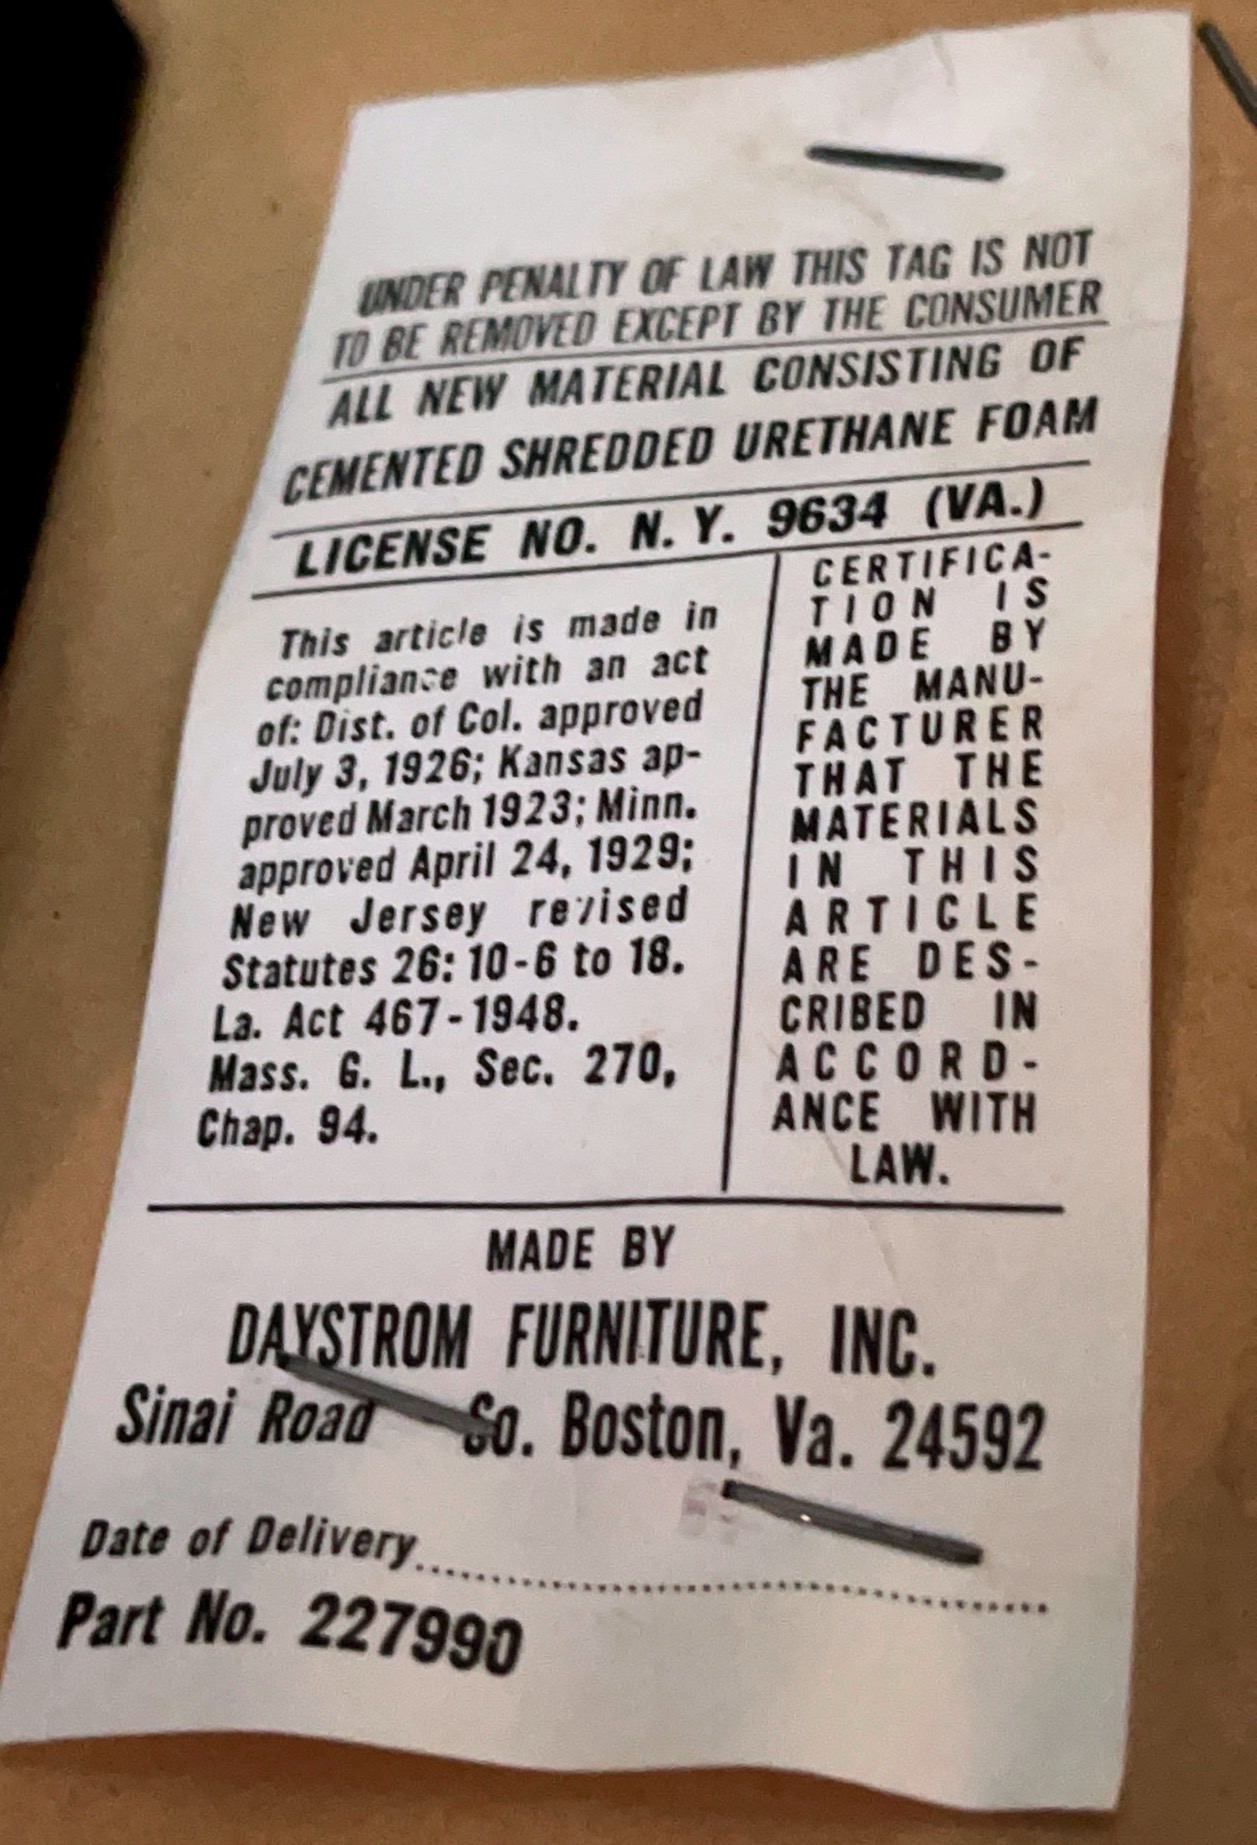 UNDER PENALTY OF LAW THIS TAG IS NOT
TO BE REMOVED EXCEPT BY THE CONSUMER
ALL NEW MATERIAL CONSISTING OF
CEMENTED SHREDDED URETHANE FOAM
LICENSE NO. N. Y. 9634 (VA.)
This article is made in
compliance with an act
of: Dist. of Col. approved
July 3, 1926; Kansas ap-
proved March 1923; Minn.
approved April 24, 1929;
New Jersey revised
Statutes 26: 10-6 to 18.
La. Act 467-1948.
Mass. G. L., Sec. 270,
Chap. 94.
CERTIFICA-
TION IS
MADE BY
THE MANU-
FACTURER
THAT THE
MATERIALS
IN THIS
ARTICLE
ARE DES-
CRIBED IN
ACCORD-
ANCE WITH
LAW.
MADE BY
DAYSTROM FURNITURE, INC.
Sinai Road So. Boston, Va. 24592
Date of Delivery
Part No. 227990